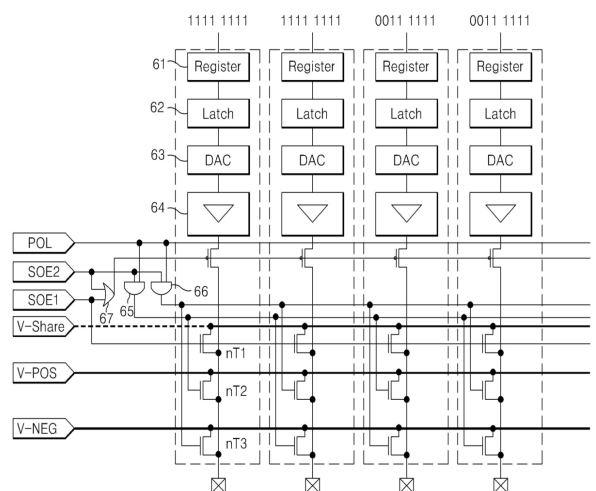 1111 1111 1111 1111 0011 1111 0011 1111
61 Register Register Register Register
62 Latch Latch Latch Latch
63 DAC DAC DAC DAC
64
POL
SOE2
66
65
SOE1
67
V-Share
nT1
V-POS
nT2
V-NEG
nT3